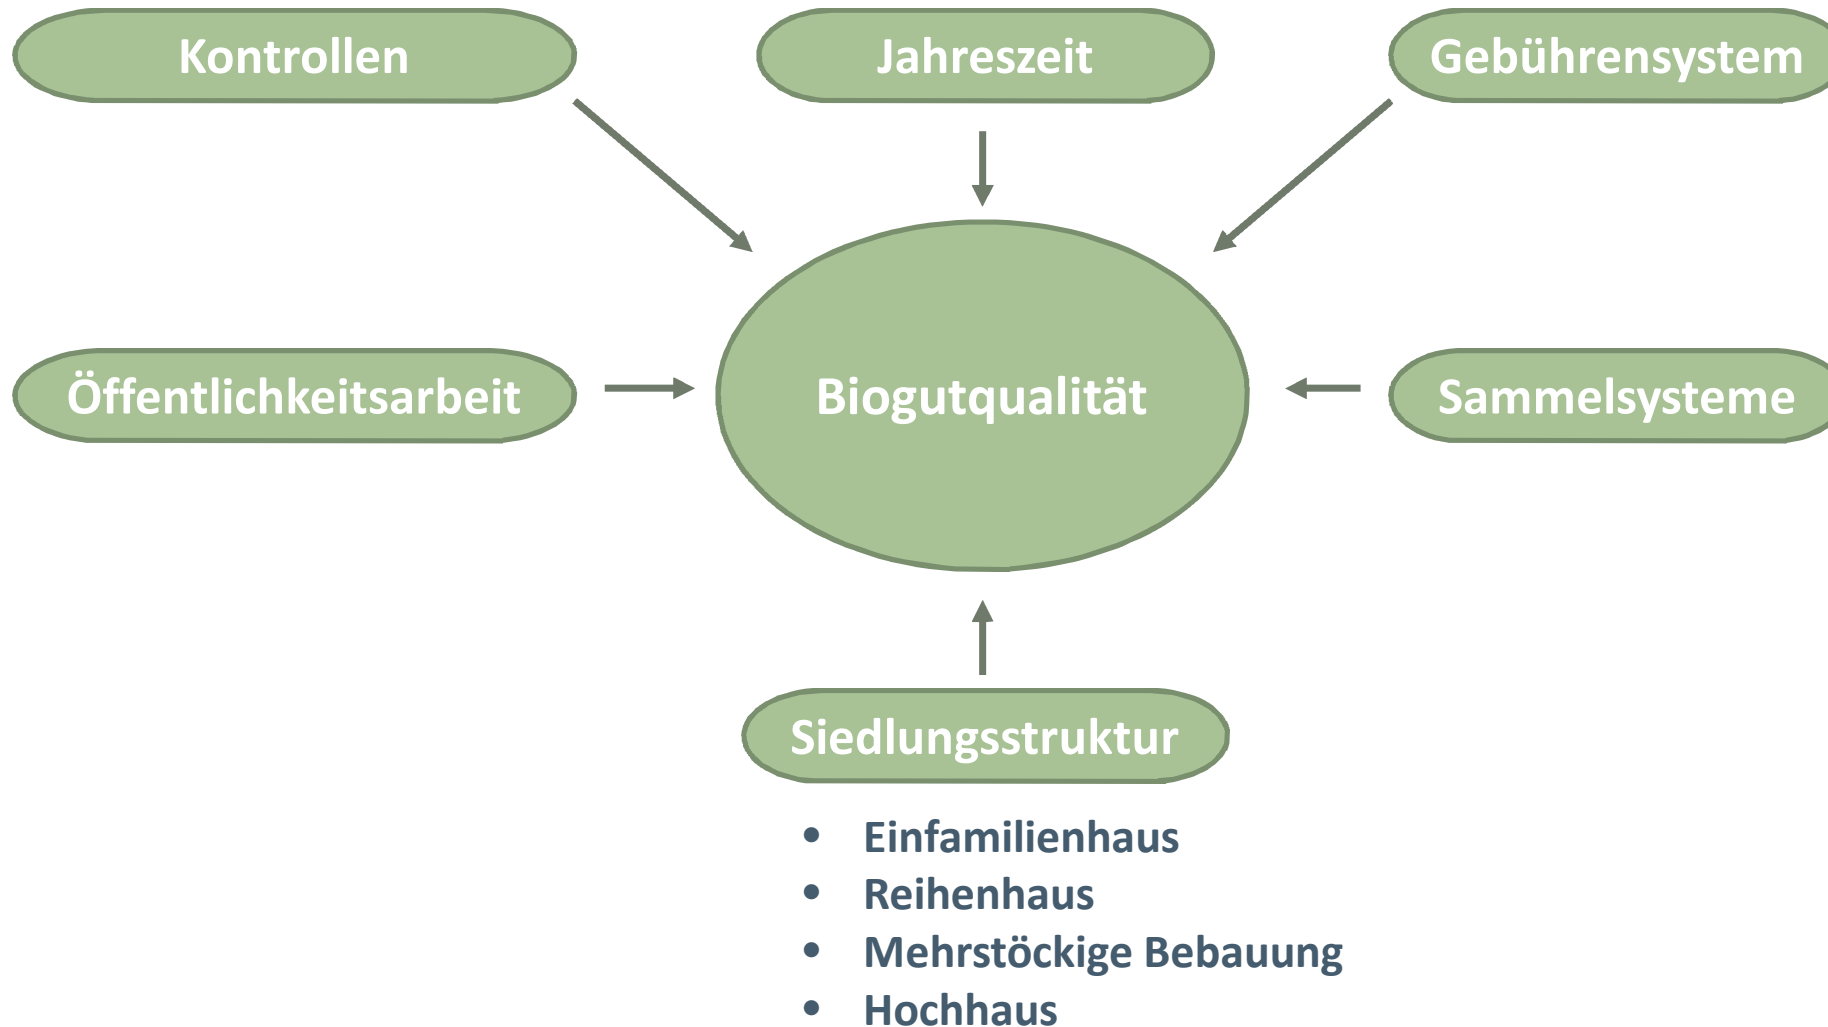 Kontrollen
Jahreszeit
Gebührensystem
Öffentlichkeitsarbeit
Biogutqualität
Sammelsysteme
Siedlungsstruktur
• Einfamilienhaus
• Reihenhaus
• Mehrstöckige Bebauung
• Hochhaus